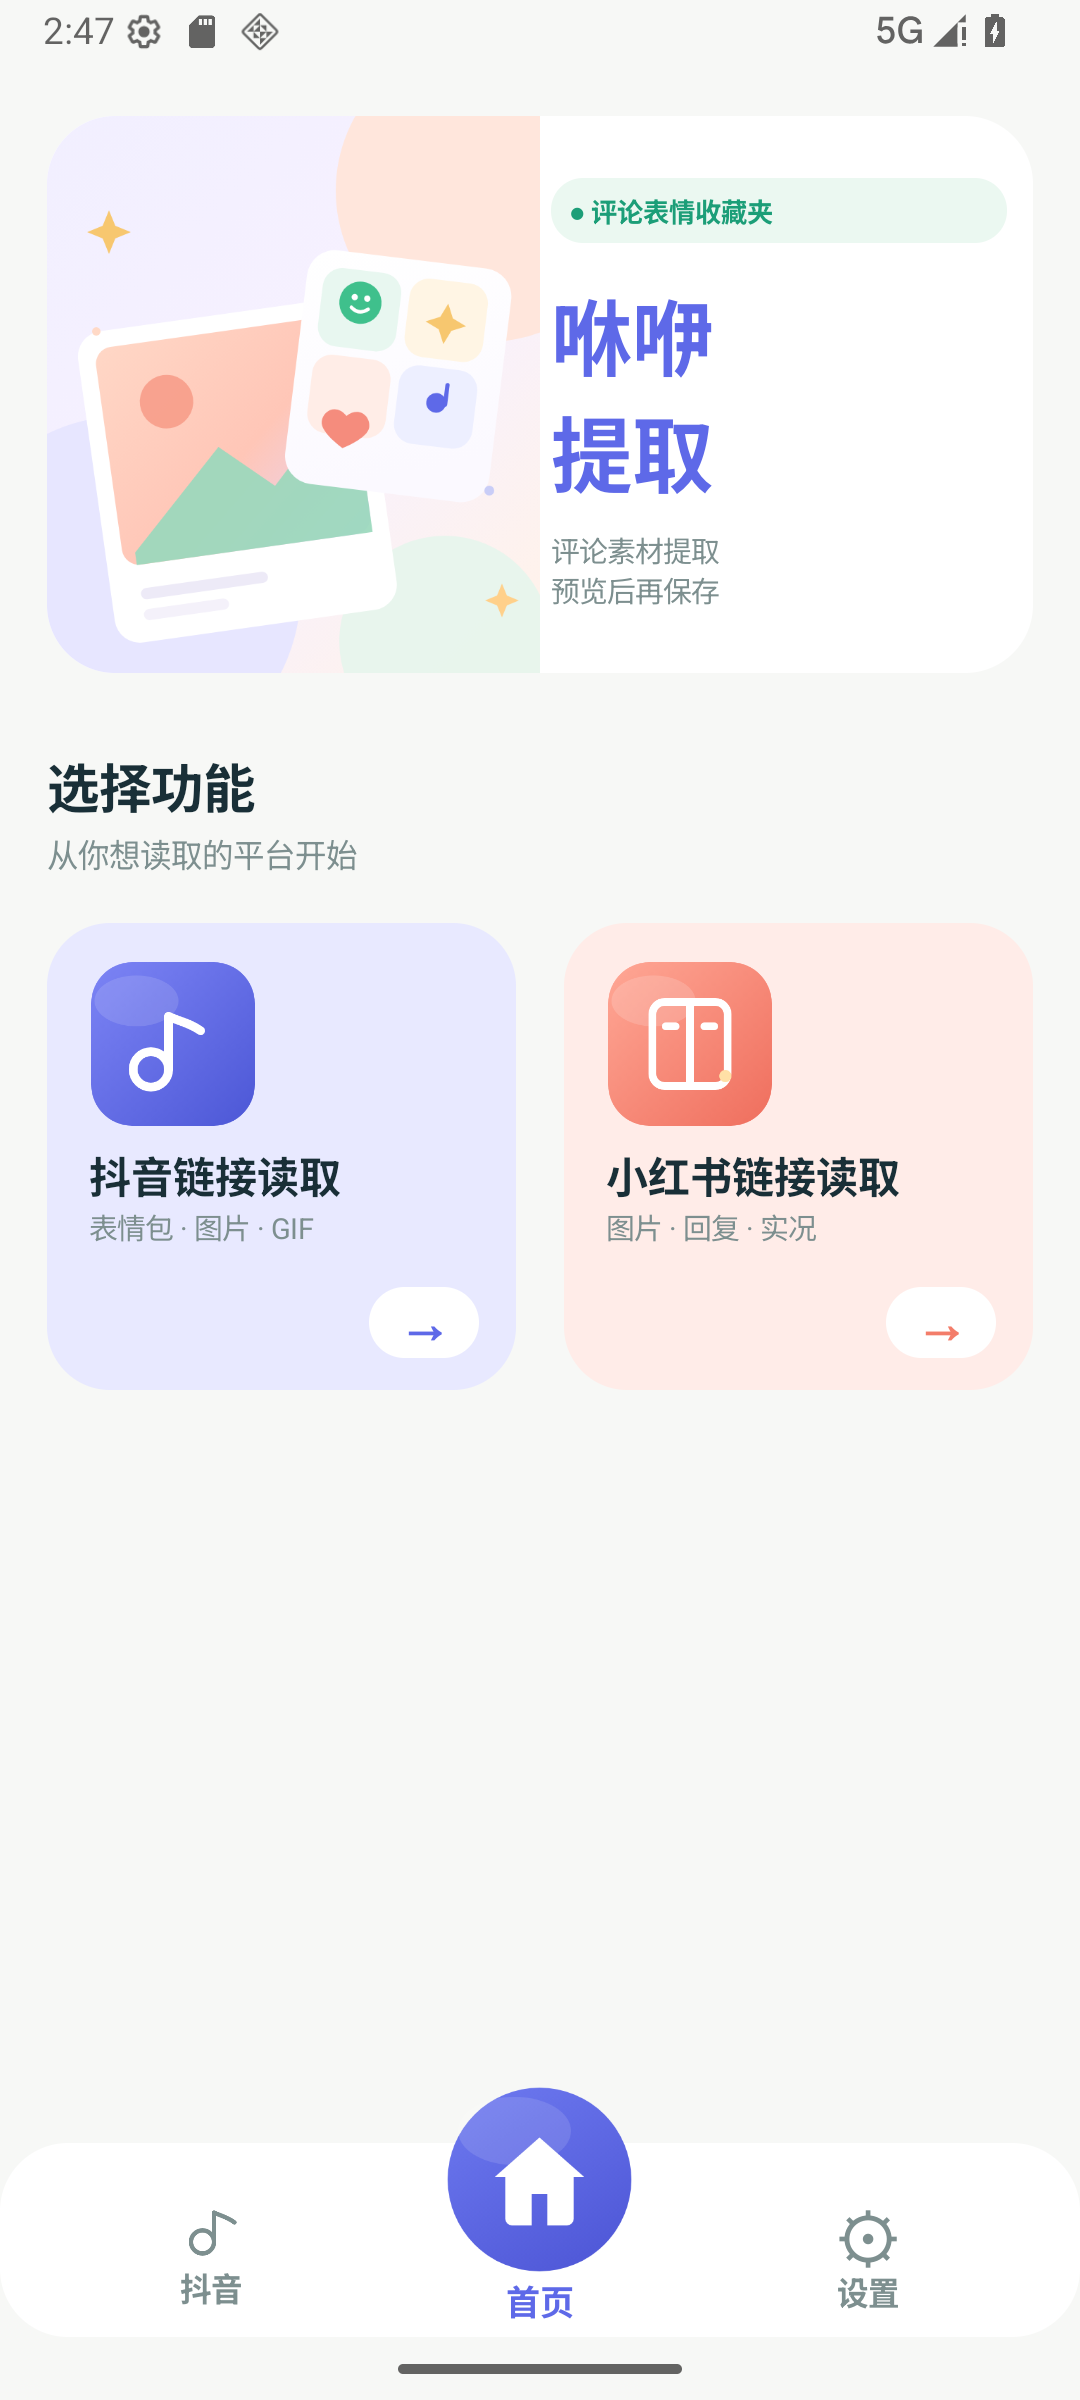 2:47
5G
评论表情收藏夹
咻咿
提取
评论素材提取
预览后再保存
选择功能
从你想读取的平台开始
抖音链接读取
表情包 · 图片 · GIF
→
小红书链接读取
图片 · 回复 · 实况
→
抖音
首页
设置